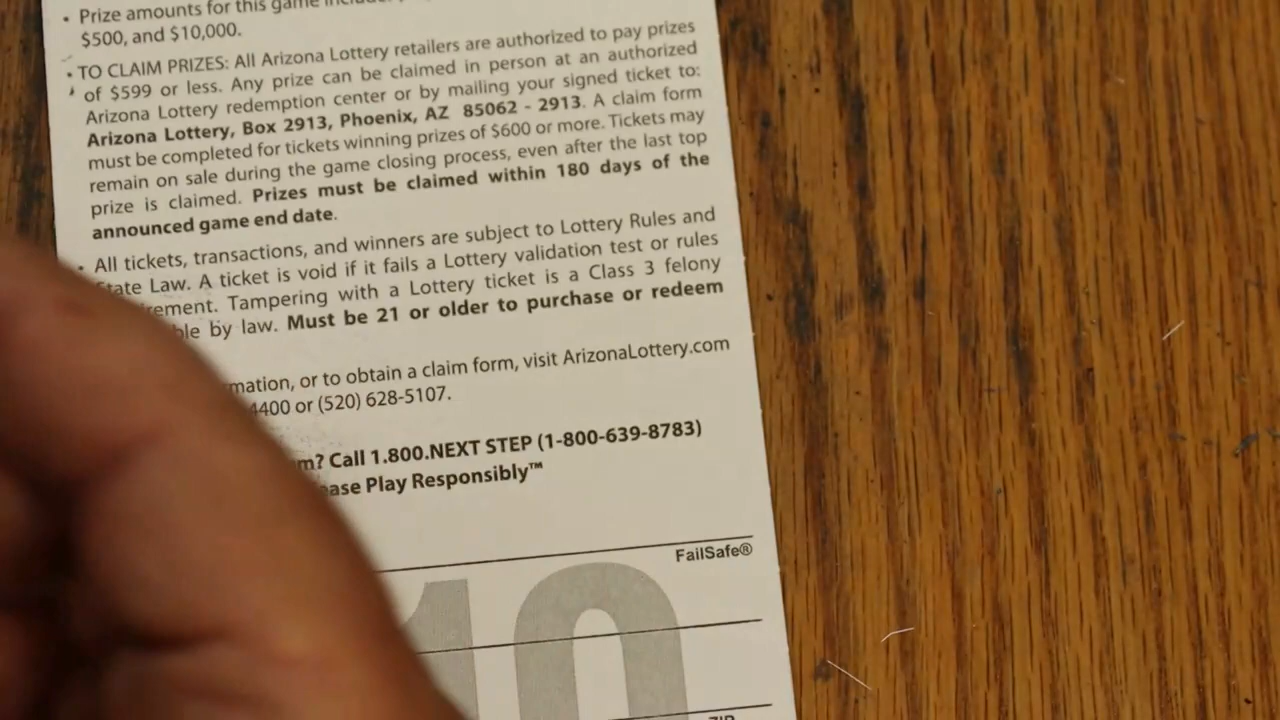 • Prize amounts for this game
$500, and $10,000.
• TO CLAIM PRIZES: All Arizona Lottery retailers are authorized to pay prizes
of $599 or less. Any prize can be claimed in person at an authorized
Arizona Lottery redemption center or by mailing your signed ticket to:
Arizona Lottery, Box 2913, Phoenix, AZ 85062 - 2913. A claim form
must be completed for tickets winning prizes of $600 or more. Tickets may
remain on sale during the game closing process, even after the last top
prize is claimed. Prizes must be claimed within 180 days of the
announced game end date.
• All tickets, transactions, and winners are subject to Lottery Rules and
State Law. A ticket is void if it fails a Lottery validation test or rules
rement. Tampering with a Lottery ticket is a Class 3 felony
ble by law. Must be 21 or older to purchase or redeem
mation, or to obtain a claim form, visit ArizonaLottery.com
4400 or (520) 628-5107.
m? Call 1.800.NEXT STEP (1-800-639-8783)
ease Play Responsibly™
FailSafe®
10